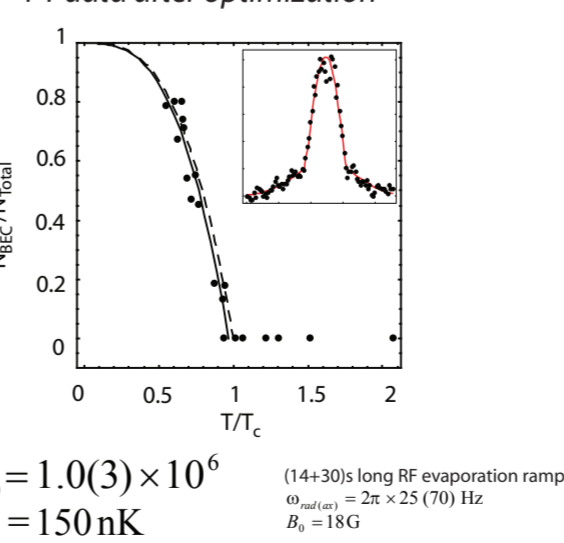 data after optimization
1
0.8
0.6
0.4
0.2
0
N_BEC/N_Total
0 0.5 1 1.5 2
T/T_c
= 1.0(3) × 10^6
= 150 nK
(14+30)s long RF evaporation ramp
ω_rad(ax) = 2π × 25 (70) Hz
B_0 = 18G